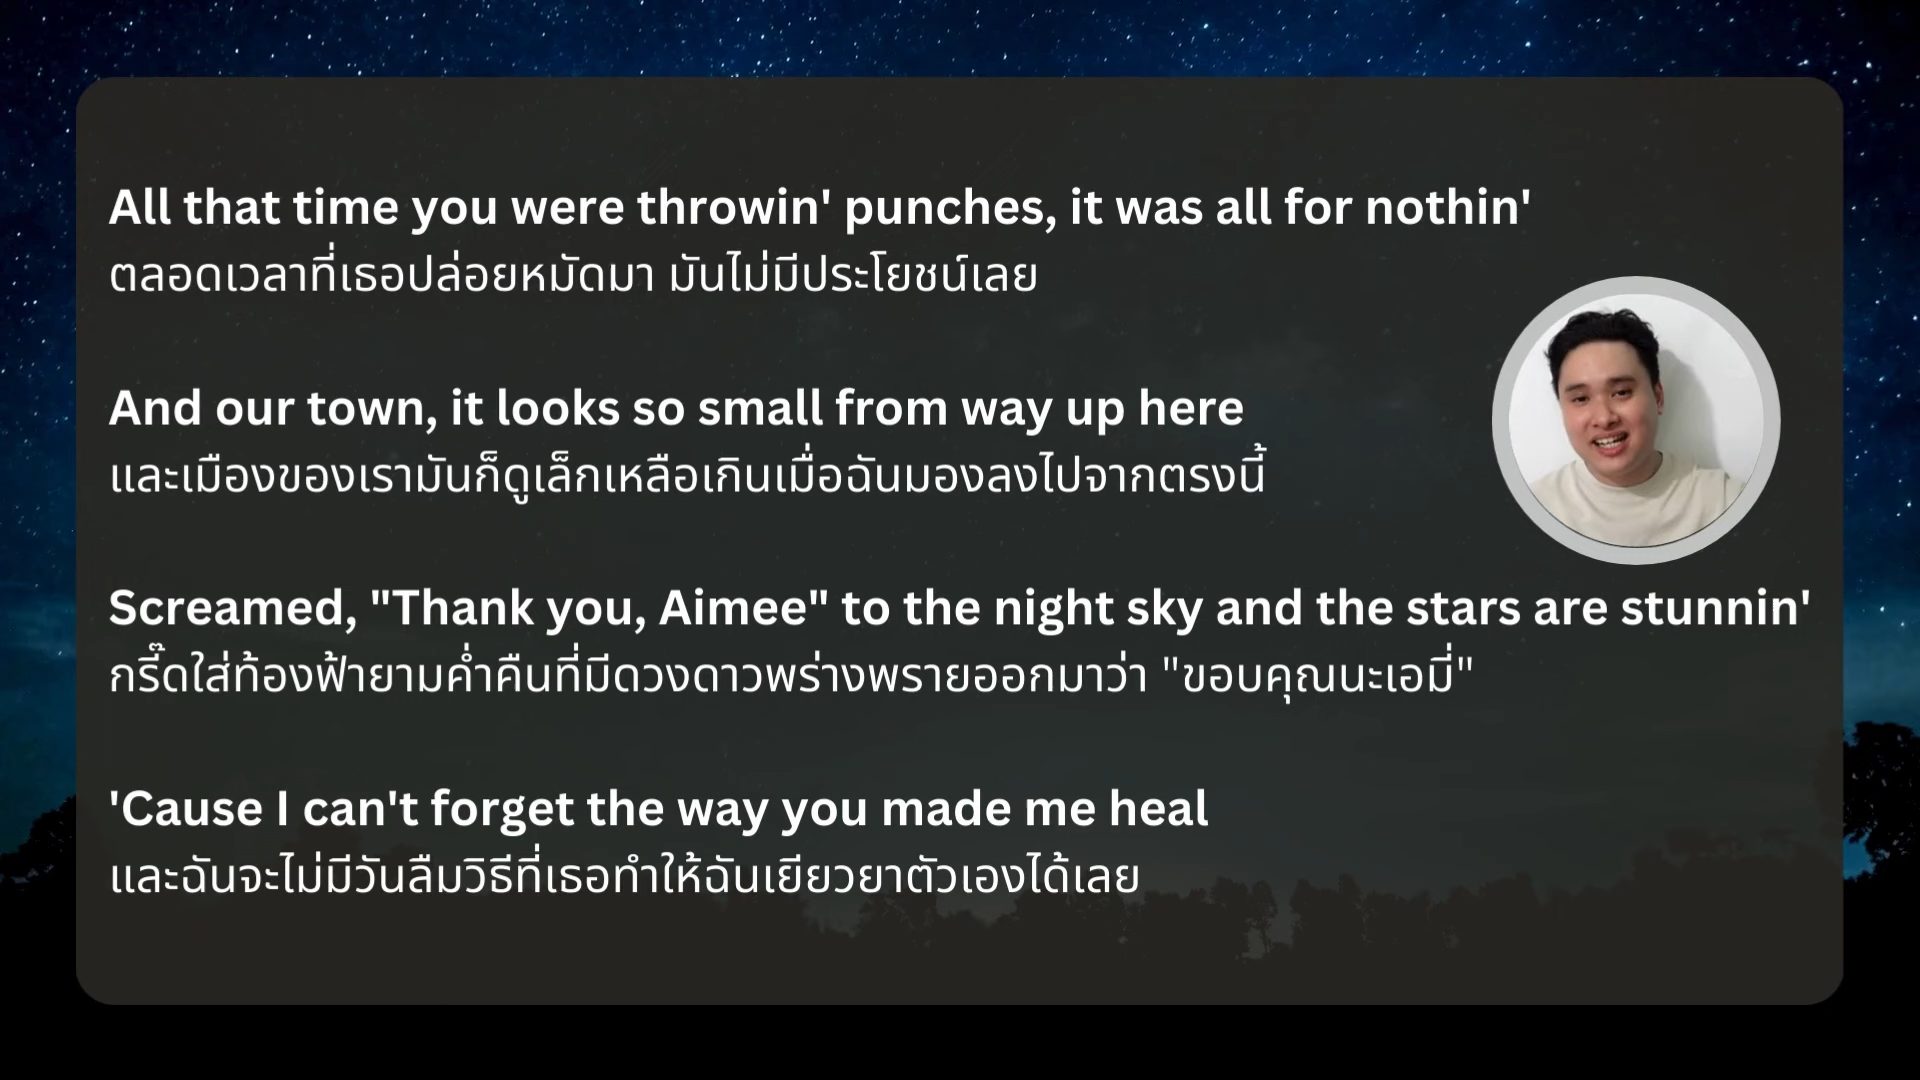 All that time you were throwin' punches, it was all for nothin'
ตลอดเวลาที่เธอปล่อยหมัดมา มันไม่มีประโยชน์เลย
And our town, it looks so small from way up here
และเมืองของเรามันก็ดูเล็กเหลือเกินเมื่อฉันมองลงไปจากตรงนี้
Screamed, "Thank you, Aimee" to the night sky and the stars are stunnin'
กรี๊ดใส่ท้องฟ้ายามค่ำคืนที่มีดวงดาวพร่างพรายออกมาว่า "ขอบคุณนะเอมี่"
'Cause I can't forget the way you made me heal
และฉันจะไม่มีวันลืมวิธีที่เธอทำให้ฉันเยียวยาตัวเองได้เลย